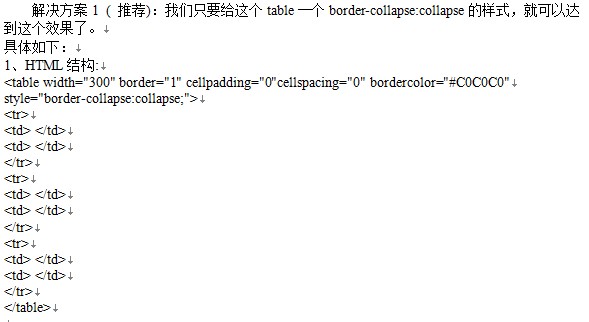 解决方案 1 ( 推荐)：我们只要给这个 table 一个 border-collapse:collapse 的样式，就可以达
到这个效果了。↓
具体如下：↓
1、HTML 结构:↓
<table width="300" border="1" cellpadding="0"cellspacing="0" bordercolor="#C0C0C0"↓
style="border-collapse:collapse;">↓
<tr>↓
<td> </td>↓
<td> </td>↓
</tr>↓
<tr>↓
<td> </td>↓
<td> </td>↓
</tr>↓
<tr>↓
<td> </td>↓
<td> </td>↓
</tr>↓
</table>↓